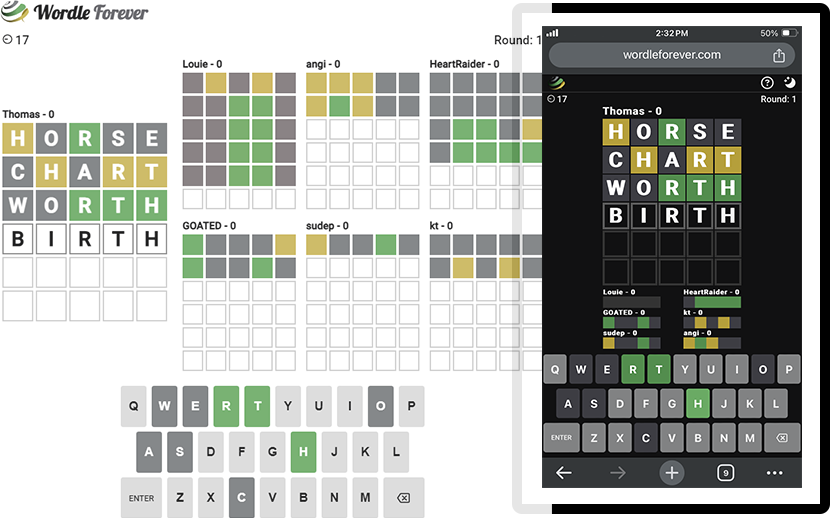 Wordle Forever
17
Round: 1
Thomas - 0
H O R S E
C H A R T
W O R T H
B I R T H
Louie - 0
angi - 0
HeartRaider - 0
GOATED - 0
sudep - 0
kt - 0
Q W E R T Y U I O P
A S D F G H J K L
ENTER Z X C V B N M
2:32 PM
50%
wordleforever.com
17
Round: 1
Thomas - 0
H O R S E
C H A R T
W O R T H
B I R T H
Louie - 0
HeartRaider - 0
GOATED - 0
kt - 0
sudep - 0
angi - 0
Q W E R T Y U I O P
A S D F G H J K L
ENTER Z X C V B N M
9